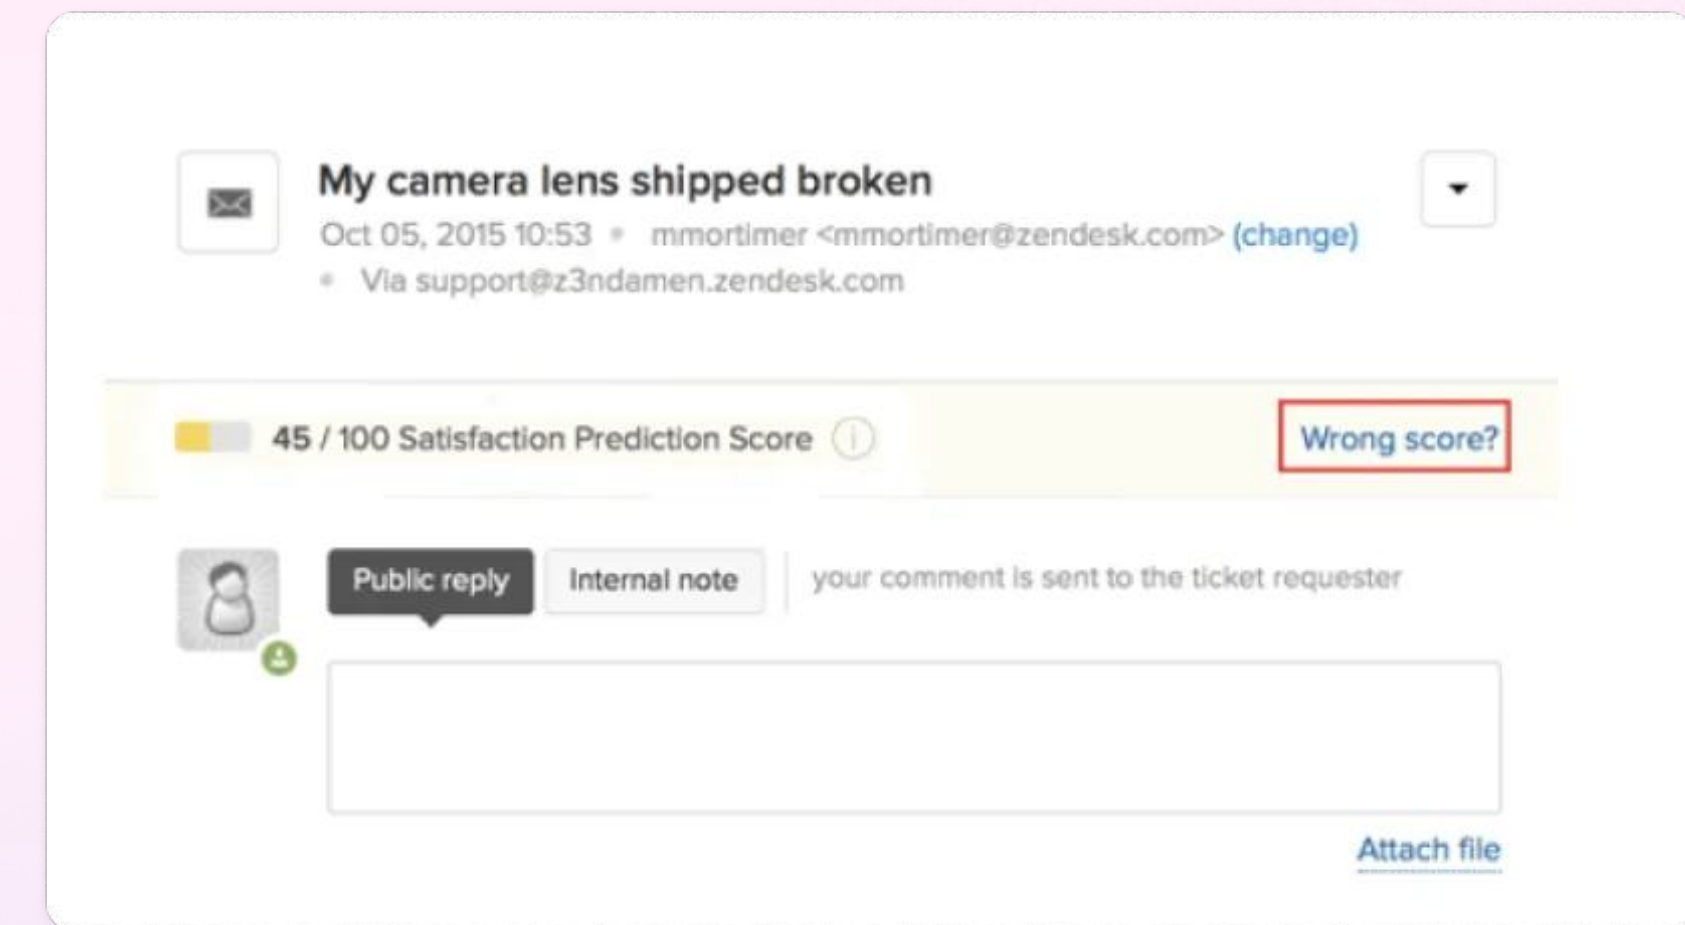 My camera lens shipped broken
Oct 05, 2015 10:53 • mmortimer <mmortimer@zendesk.com> (change)
• Via support@z3ndamen.zendesk.com
45 / 100 Satisfaction Prediction Score Wrong score?
Public reply Internal note your comment is sent to the ticket requester
Attach file